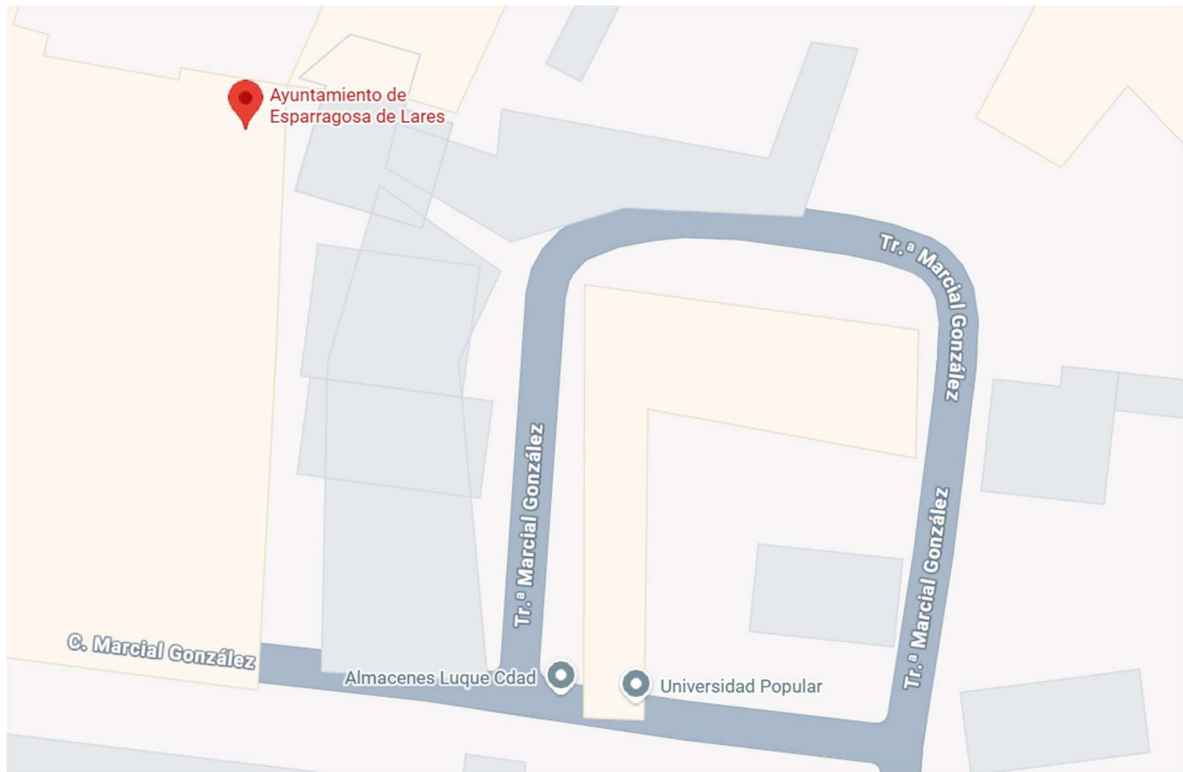 Ayuntamiento de
Esparragosa de Lares
Tr.ª Marcial González
Tr.ª Marcial González
Tr.ª Marcial González
C. Marcial González
Almacenes Luque Cdad
Universidad Popular